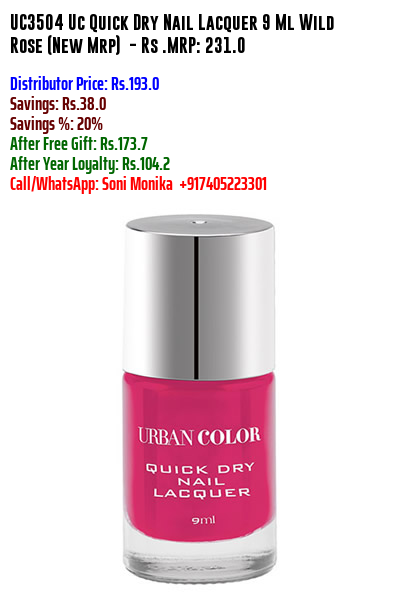 UC3504 Uc Quick Dry Nail Lacquer 9 Ml Wild
Rose (New Mrp)  - Rs .MRP: 231.0
Distributor Price: Rs.193.0
Savings: Rs.38.0
Savings %: 20%
After Free Gift: Rs.173.7
After Year Loyalty: Rs.104.2
Call/WhatsApp: Soni Monika  +917405223301
URBAN COLOR
QUICK DRY
NAIL
LACQUER
9ml